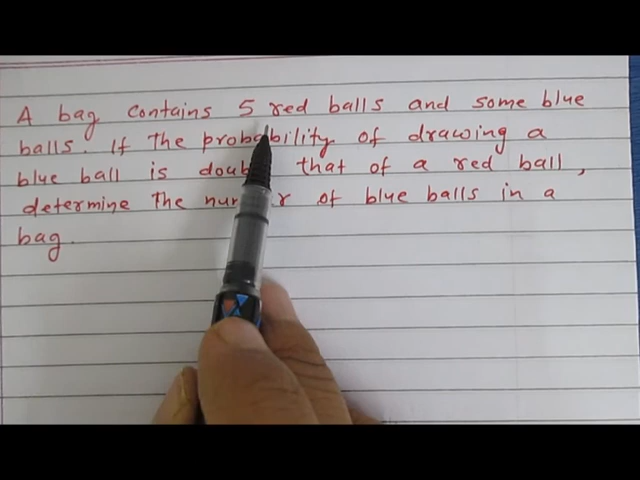 A bag contains 5 red balls and some blue
balls. If the probability of drawing a
blue ball is that of a red ball,
determine the of blue balls in a
bag.